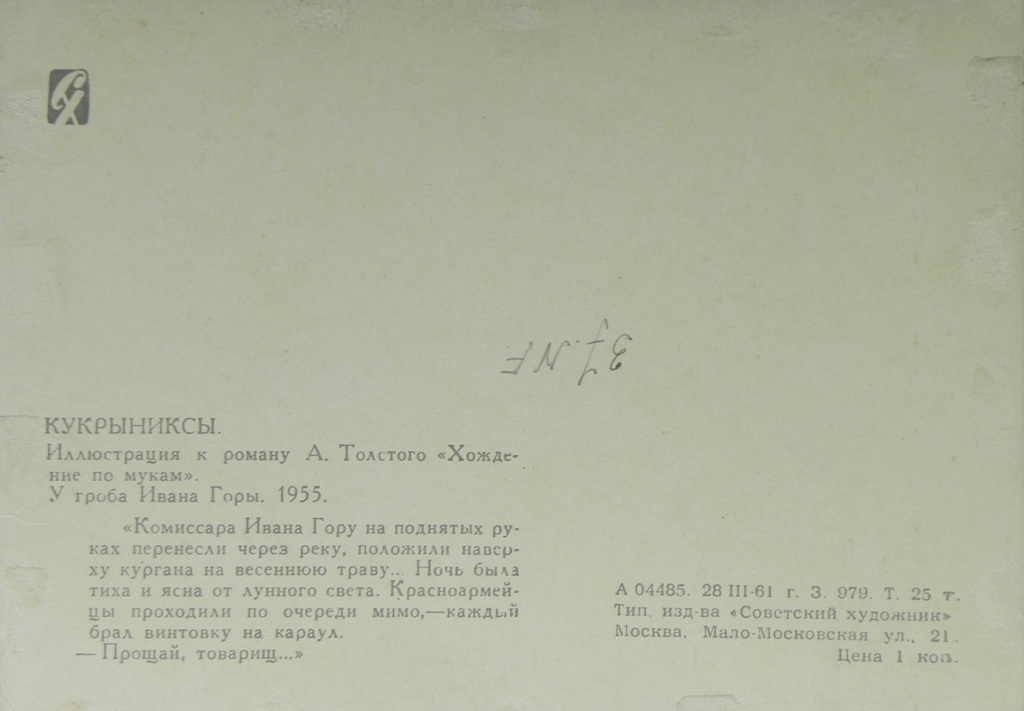 СХ
КУКРЫНИКСЫ.
Иллюстрация к роману А. Толстого «Хожде-
ние по мукам».
У гроба Ивана Горы. 1955.
«Комиссара Ивана Гору на поднятых ру-
ках перенесли через реку, положили навер-
ху кургана на весеннюю траву... Ночь была
тиха и ясна от лунного света. Красноармей-
цы проходили по очереди мимо,—каждый
брал винтовку на караул.
— Прощай, товарищ...»
А 04485. 28 III-61 г. З. 979. Т. 25 т.
Тип. изд-ва «Советский художник»
Москва, Мало-Московская ул., 21.
Цена 1 коп.